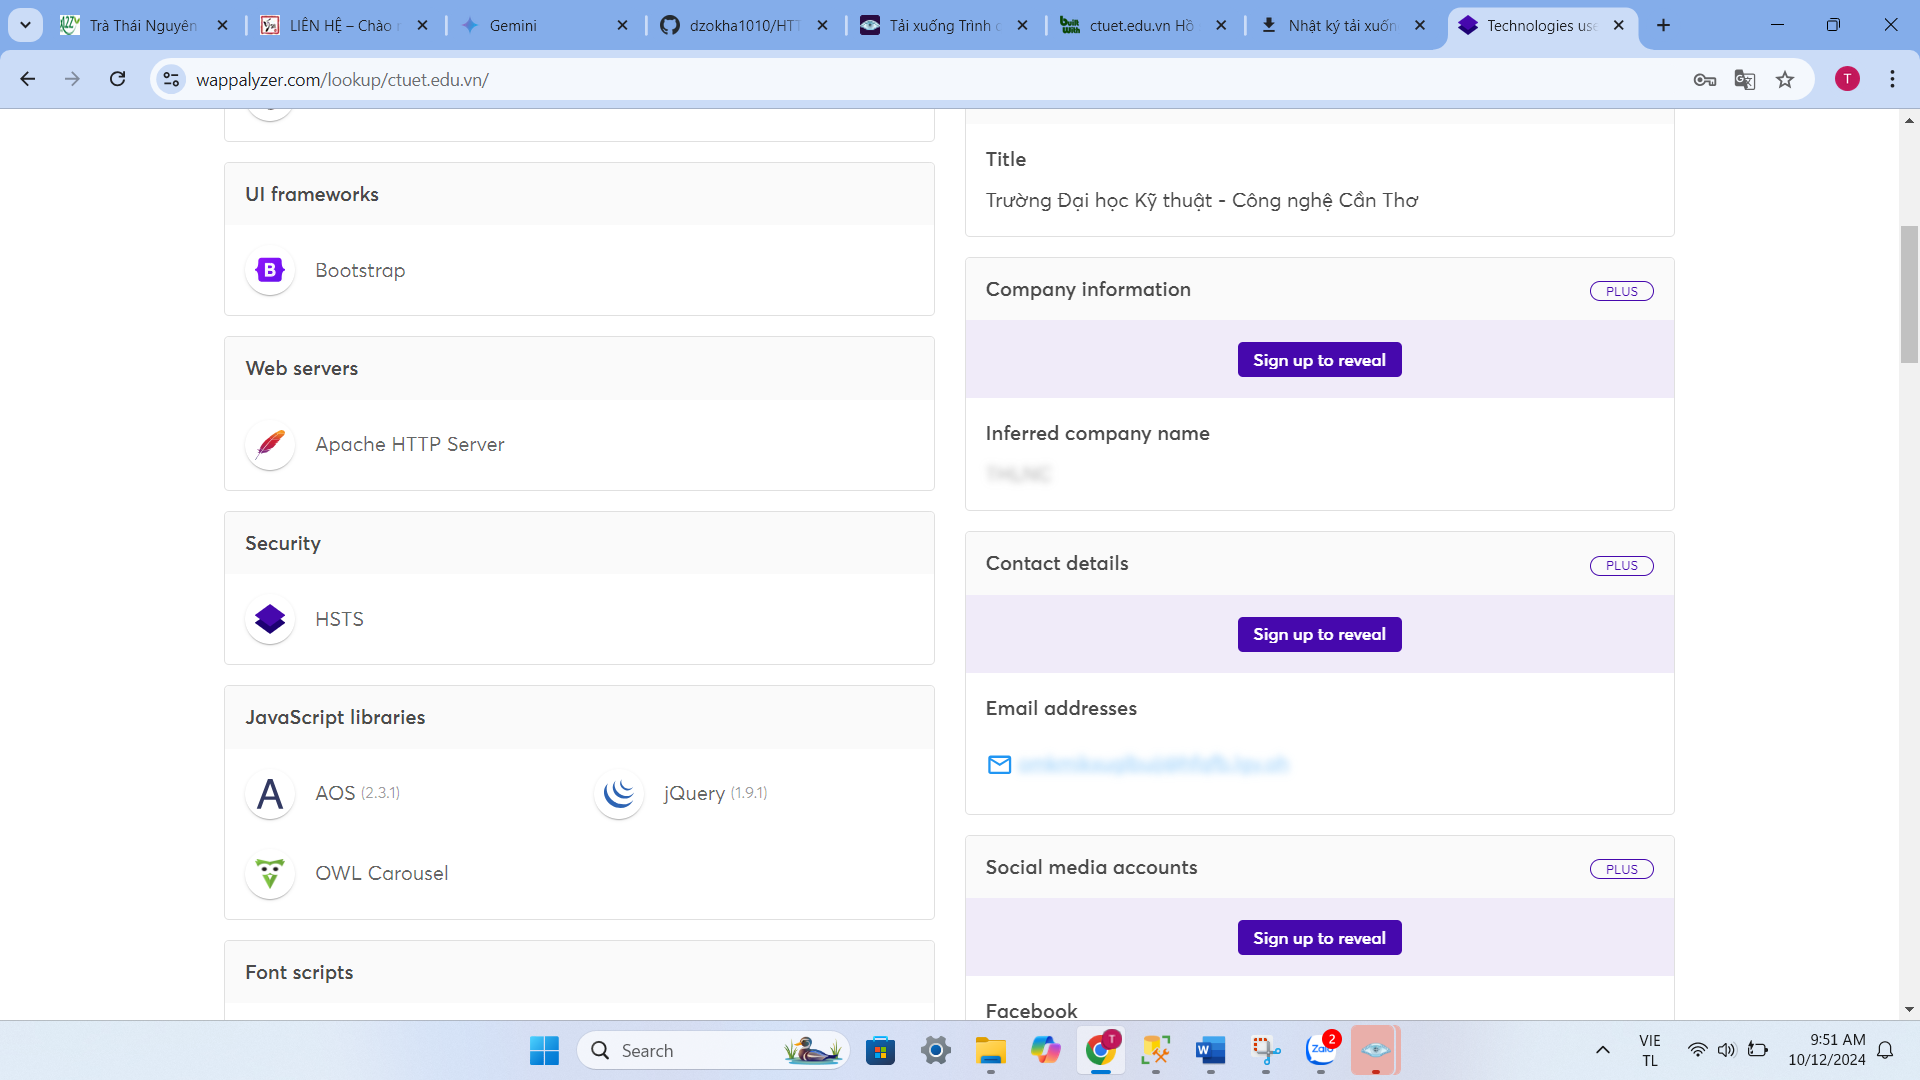 Trà Thái Nguyên
LIÊN HỆ – Chào
Gemini
dzokha1010/HTT
Tải xuống Trình
ctuet.edu.vn Hồ
Nhật ký tải xuốn
Technologies use
wappalyzer.com/lookup/ctuet.edu.vn/
T
UI frameworks
Bootstrap
Web servers
Apache HTTP Server
Security
HSTS
JavaScript libraries
AOS (2.3.1)
jQuery (1.9.1)
OWL Carousel
Font scripts
Title
Trường Đại học Kỹ thuật - Công nghệ Cần Thơ
Company information
PLUS
Sign up to reveal
Inferred company name
Contact details
PLUS
Sign up to reveal
Email addresses
Social media accounts
PLUS
Sign up to reveal
Facebook
Search
T
Zalo
2
VIE
TL
9:51 AM
10/12/2024